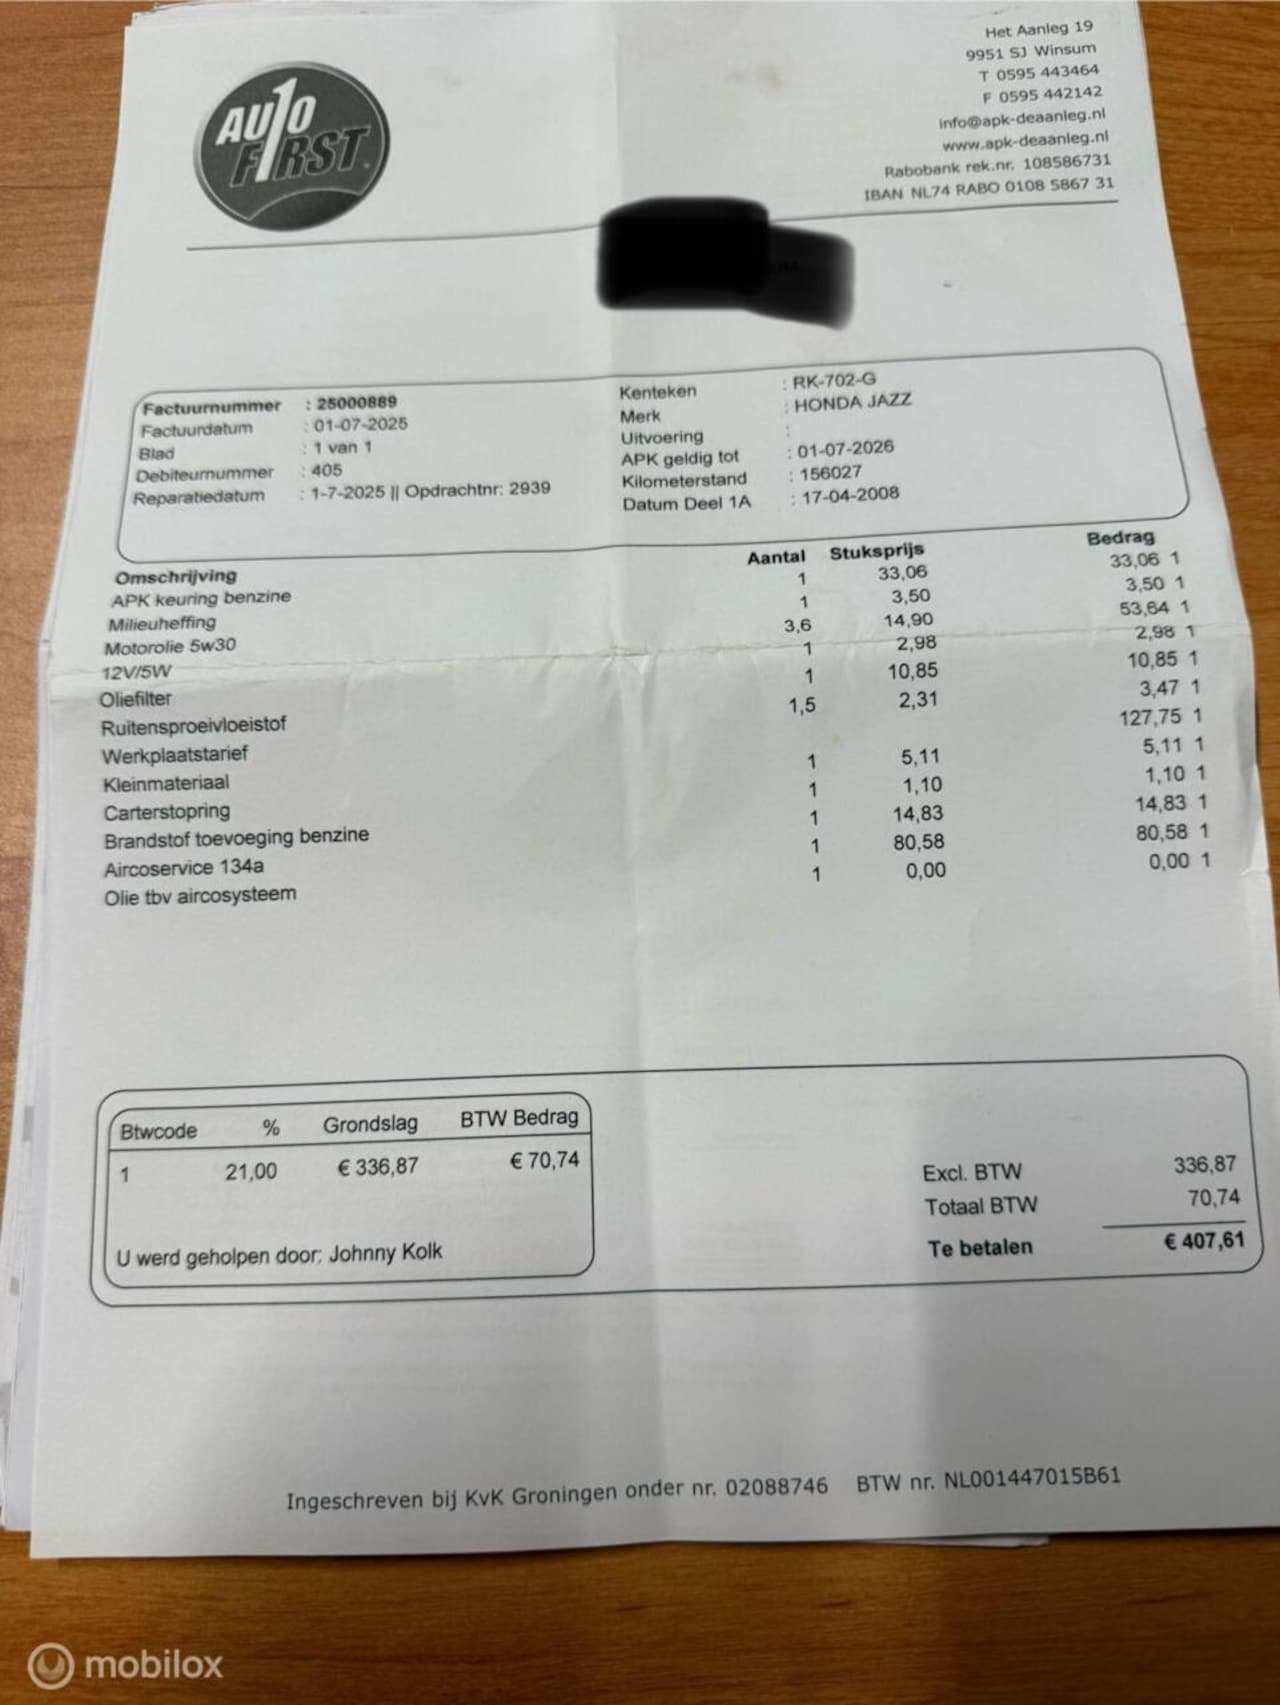 AUTO
FIRST
Het Aanleg 19
9951 SJ Winsum
T 0595 443464
F 0595 442142
info@apk-deaanleg.nl
www.apk-deaanleg.nl
Rabobank rek.nr. 108586731
IBAN NL74 RABO 0108 5867 31
Factuurnummer : 25000889
Factuurdatum : 01-07-2025
Blad : 1 van 1
Debiteurnummer : 405
Reparatiedatum : 1-7-2025 || Opdrachtnr: 2939
Kenteken : RK-702-G
Merk : HONDA JAZZ
Uitvoering :
APK geldig tot : 01-07-2026
Kilometerstand : 156027
Datum Deel 1A : 17-04-2008
Omschrijving Aantal Stuksprijs Bedrag
APK keuring benzine 1 33,06 33,06 1
Milieuheffing 1 3,50 3,50 1
Motorolie 5w30 3,6 14,90 53,64 1
12V/5W 1 2,98 2,98 1
Oliefilter 1 10,85 10,85 1
Ruitensproeivloeistof 1,5 2,31 3,47 1
Werkplaatstarief 127,75 1
Kleinmateriaal 1 5,11 5,11 1
Carterstopring 1 1,10 1,10 1
Brandstof toevoeging benzine 1 14,83 14,83 1
Aircoservice 134a 1 80,58 80,58 1
Olie tbv aircosysteem 1 0,00 0,00 1
Btwcode % Grondslag BTW Bedrag
1 21,00 € 336,87 € 70,74
U werd geholpen door: Johnny Kolk
Excl. BTW 336,87
Totaal BTW 70,74
Te betalen € 407,61
Ingeschreven bij KvK Groningen onder nr. 02088746 BTW nr. NL001447015B61
mobilox